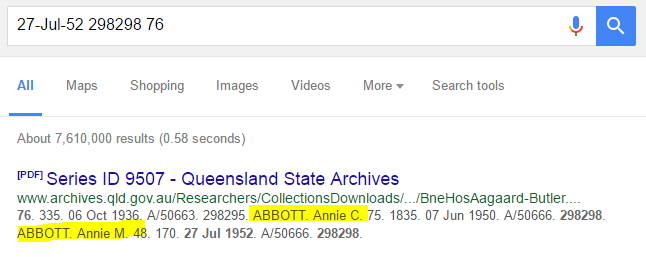 27-Jul-52 298298 76
All Maps Shopping Images Videos More Search tools
About 7,610,000 results (0.58 seconds)
[PDF] Series ID 9507 - Queensland State Archives
www.archives.qld.gov.au/Researchers/CollectionsDownloads/.../BneHosAagaard-Butler....
76. 335. 06 Oct 1936. A/50663. 298295. ABBOTT. Annie C. 75. 1835. 07 Jun 1950. A/50666. 298298.
ABBOTT. Annie M. 48. 170. 27 Jul 1952. A/50666. 298298.